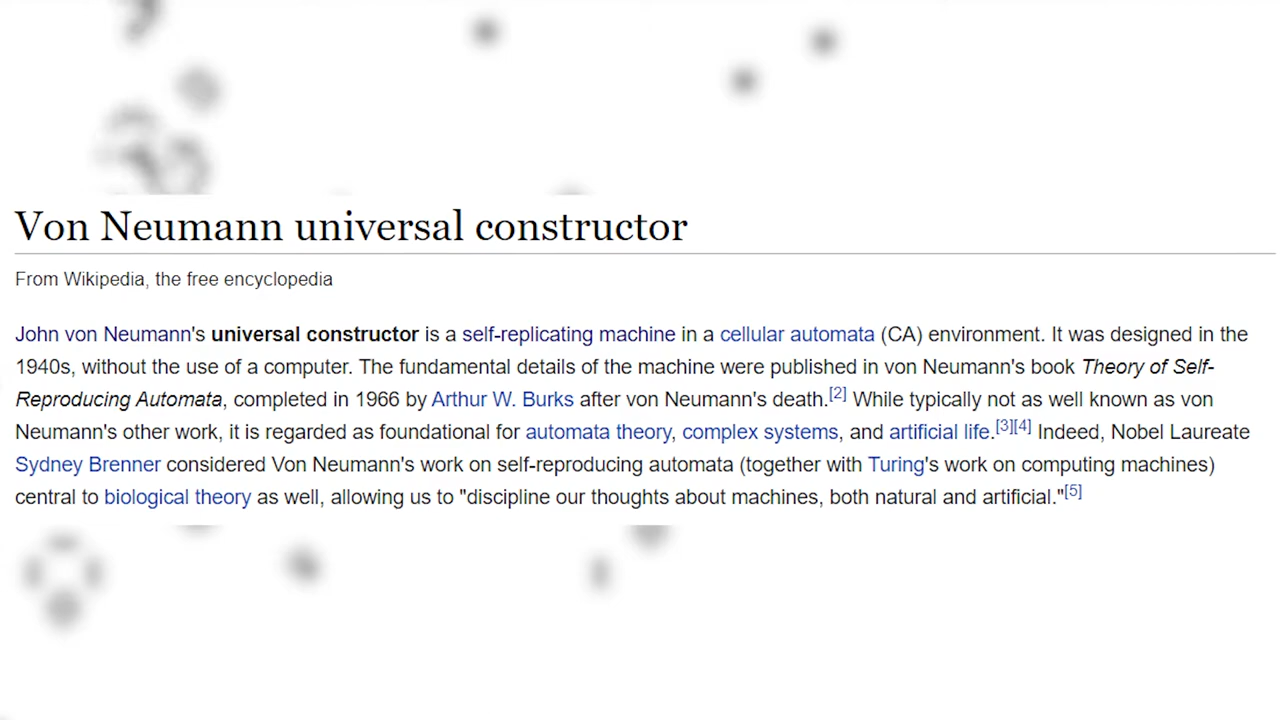 Von Neumann universal constructor
From Wikipedia, the free encyclopedia
John von Neumann's universal constructor is a self-replicating machine in a cellular automata (CA) environment. It was designed in the
1940s, without the use of a computer. The fundamental details of the machine were published in von Neumann's book Theory of Self-
Reproducing Automata, completed in 1966 by Arthur W. Burks after von Neumann's death.[2] While typically not as well known as von
Neumann's other work, it is regarded as foundational for automata theory, complex systems, and artificial life.[3][4] Indeed, Nobel Laureate
Sydney Brenner considered Von Neumann's work on self-reproducing automata (together with Turing's work on computing machines)
central to biological theory as well, allowing us to "discipline our thoughts about machines, both natural and artificial."[5]